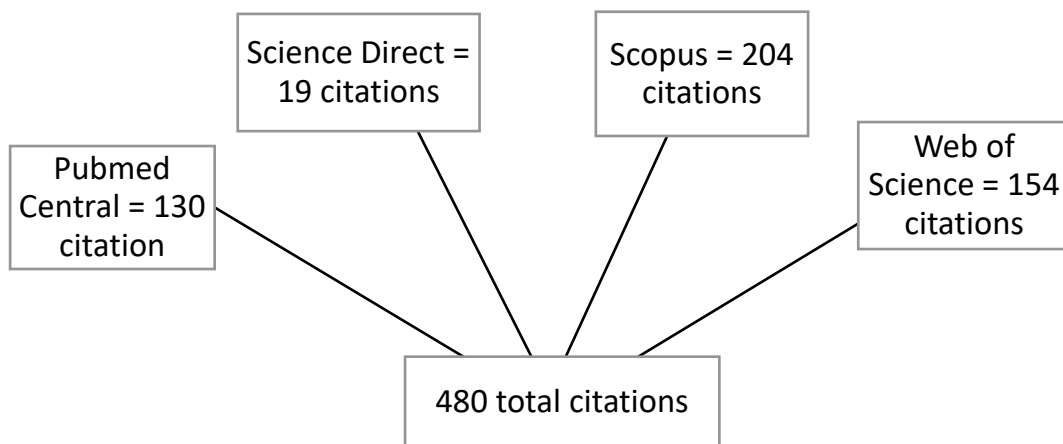 Pubmed
Central = 130
citation
Science Direct =
19 citations
Scopus = 204
citations
Web of
Science = 154
citations
480 total citations